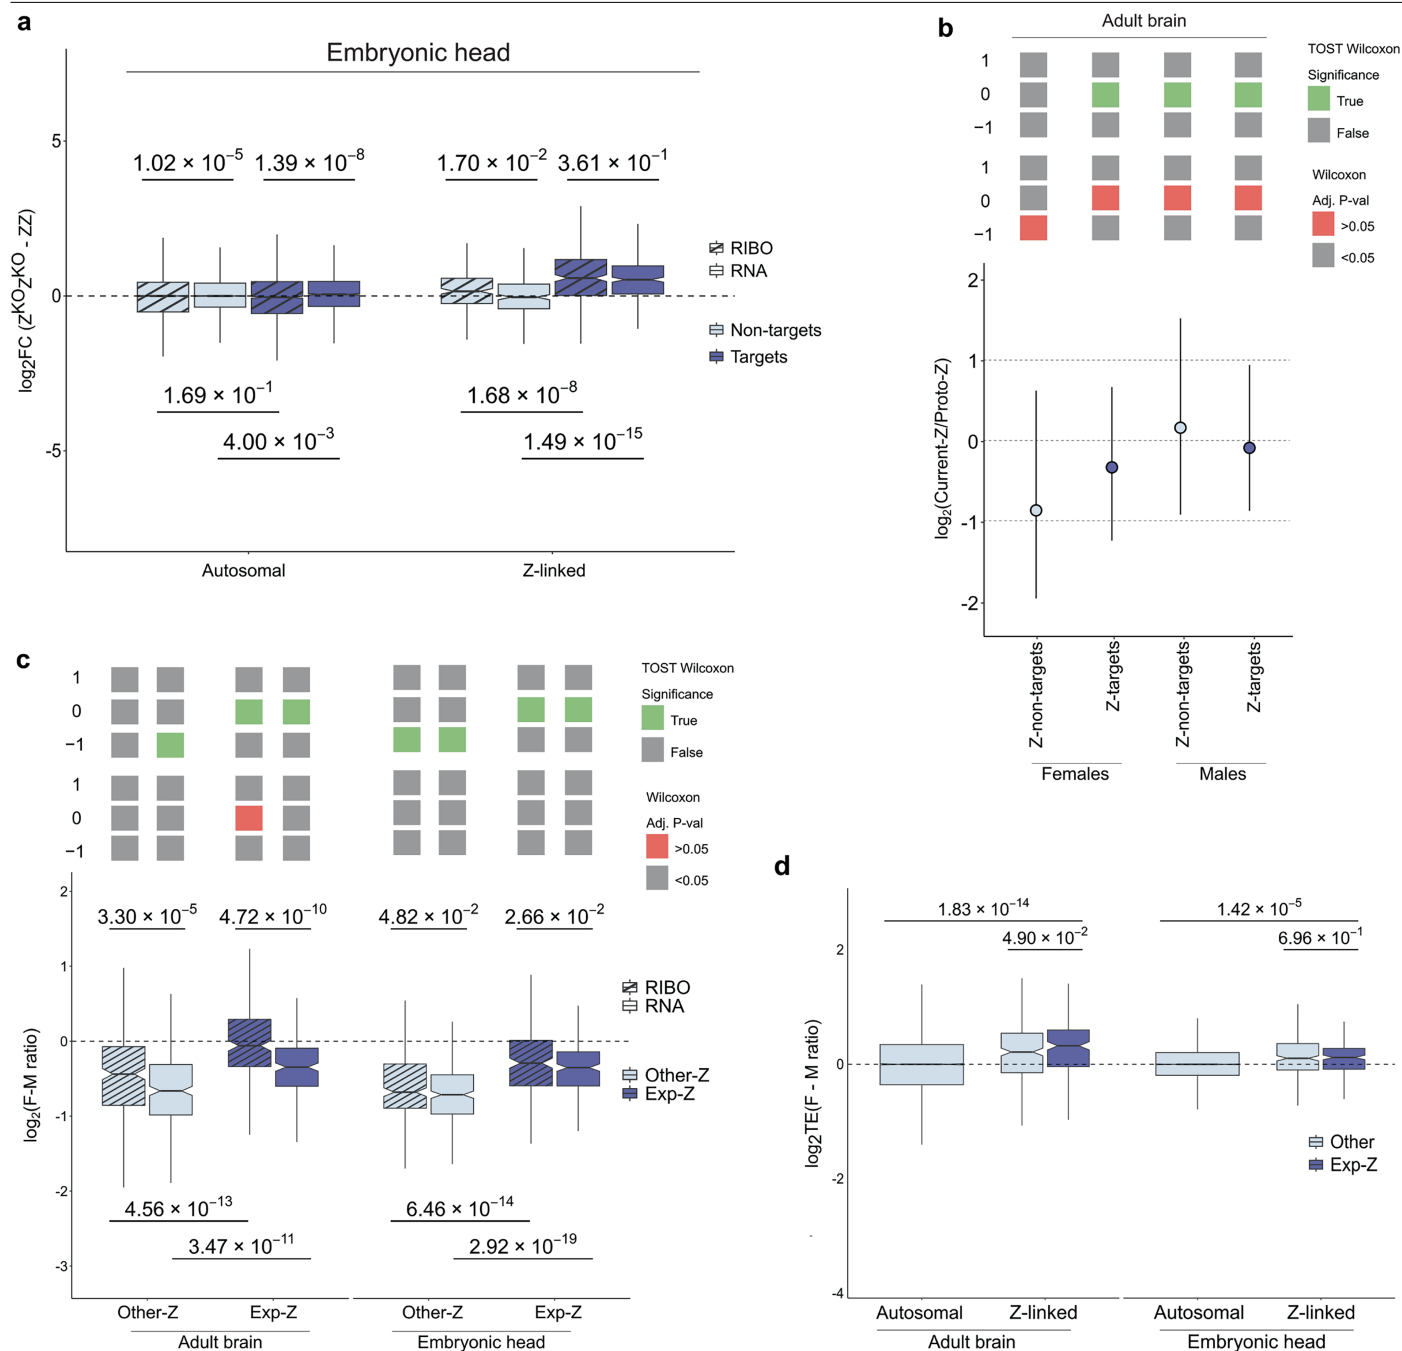 a
Embryonic head
1.02 × 10⁻⁵ 1.39 × 10⁻⁸ 1.70 × 10⁻² 3.61 × 10⁻¹
5
0
-5
log₂FC (Z^KOZ^KO - ZZ)
RIBO
RNA
Non-targets
Targets
1.69 × 10⁻¹ 1.68 × 10⁻⁸
4.00 × 10⁻³ 1.49 × 10⁻¹⁵
Autosomal Z-linked
b
Adult brain
1
0
−1
1
0
−1
TOST Wilcoxon
Significance
True
False
Wilcoxon
Adj. P-val
>0.05
<0.05
2
1
0
-1
-2
log₂(Current-Z/Proto-Z)
Z-non-targets Z-targets Z-non-targets Z-targets
Females Males
c
1
0
−1
1
0
−1
TOST Wilcoxon
Significance
True
False
Wilcoxon
Adj. P-val
>0.05
<0.05
2
1
0
-1
-2
-3
log₂(F-M ratio)
3.30 × 10⁻⁵ 4.72 × 10⁻¹⁰ 4.82 × 10⁻² 2.66 × 10⁻²
RIBO
RNA
Other-Z
Exp-Z
4.56 × 10⁻¹³ 6.46 × 10⁻¹⁴
3.47 × 10⁻¹¹ 2.92 × 10⁻¹⁹
Other-Z Exp-Z Other-Z Exp-Z
Adult brain Embryonic head
d
1.83 × 10⁻¹⁴ 1.42 × 10⁻⁵
4.90 × 10⁻² 6.96 × 10⁻¹
2
0
-2
-4
log₂TE(F - M ratio)
Other
Exp-Z
Autosomal Z-linked Autosomal Z-linked
Adult brain Embryonic head